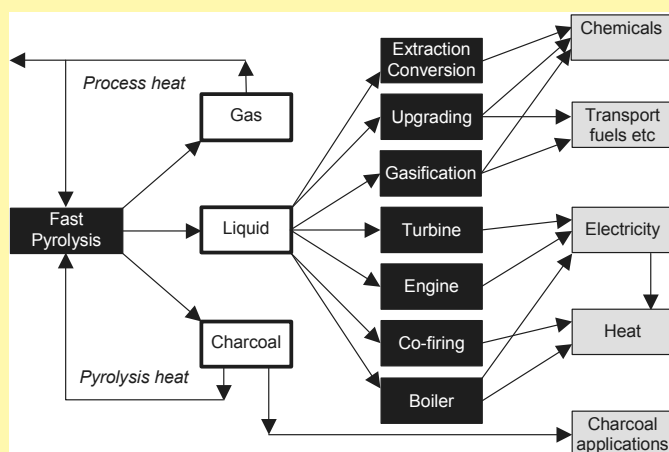 Extraction
Conversion
Chemicals
Process heat
Gas
Upgrading
Transport
fuels etc
Gasification
Fast
Pyrolysis
Liquid
Turbine
Electricity
Engine
Charcoal
Co-firing
Heat
Pyrolysis heat
Boiler
Charcoal
applications